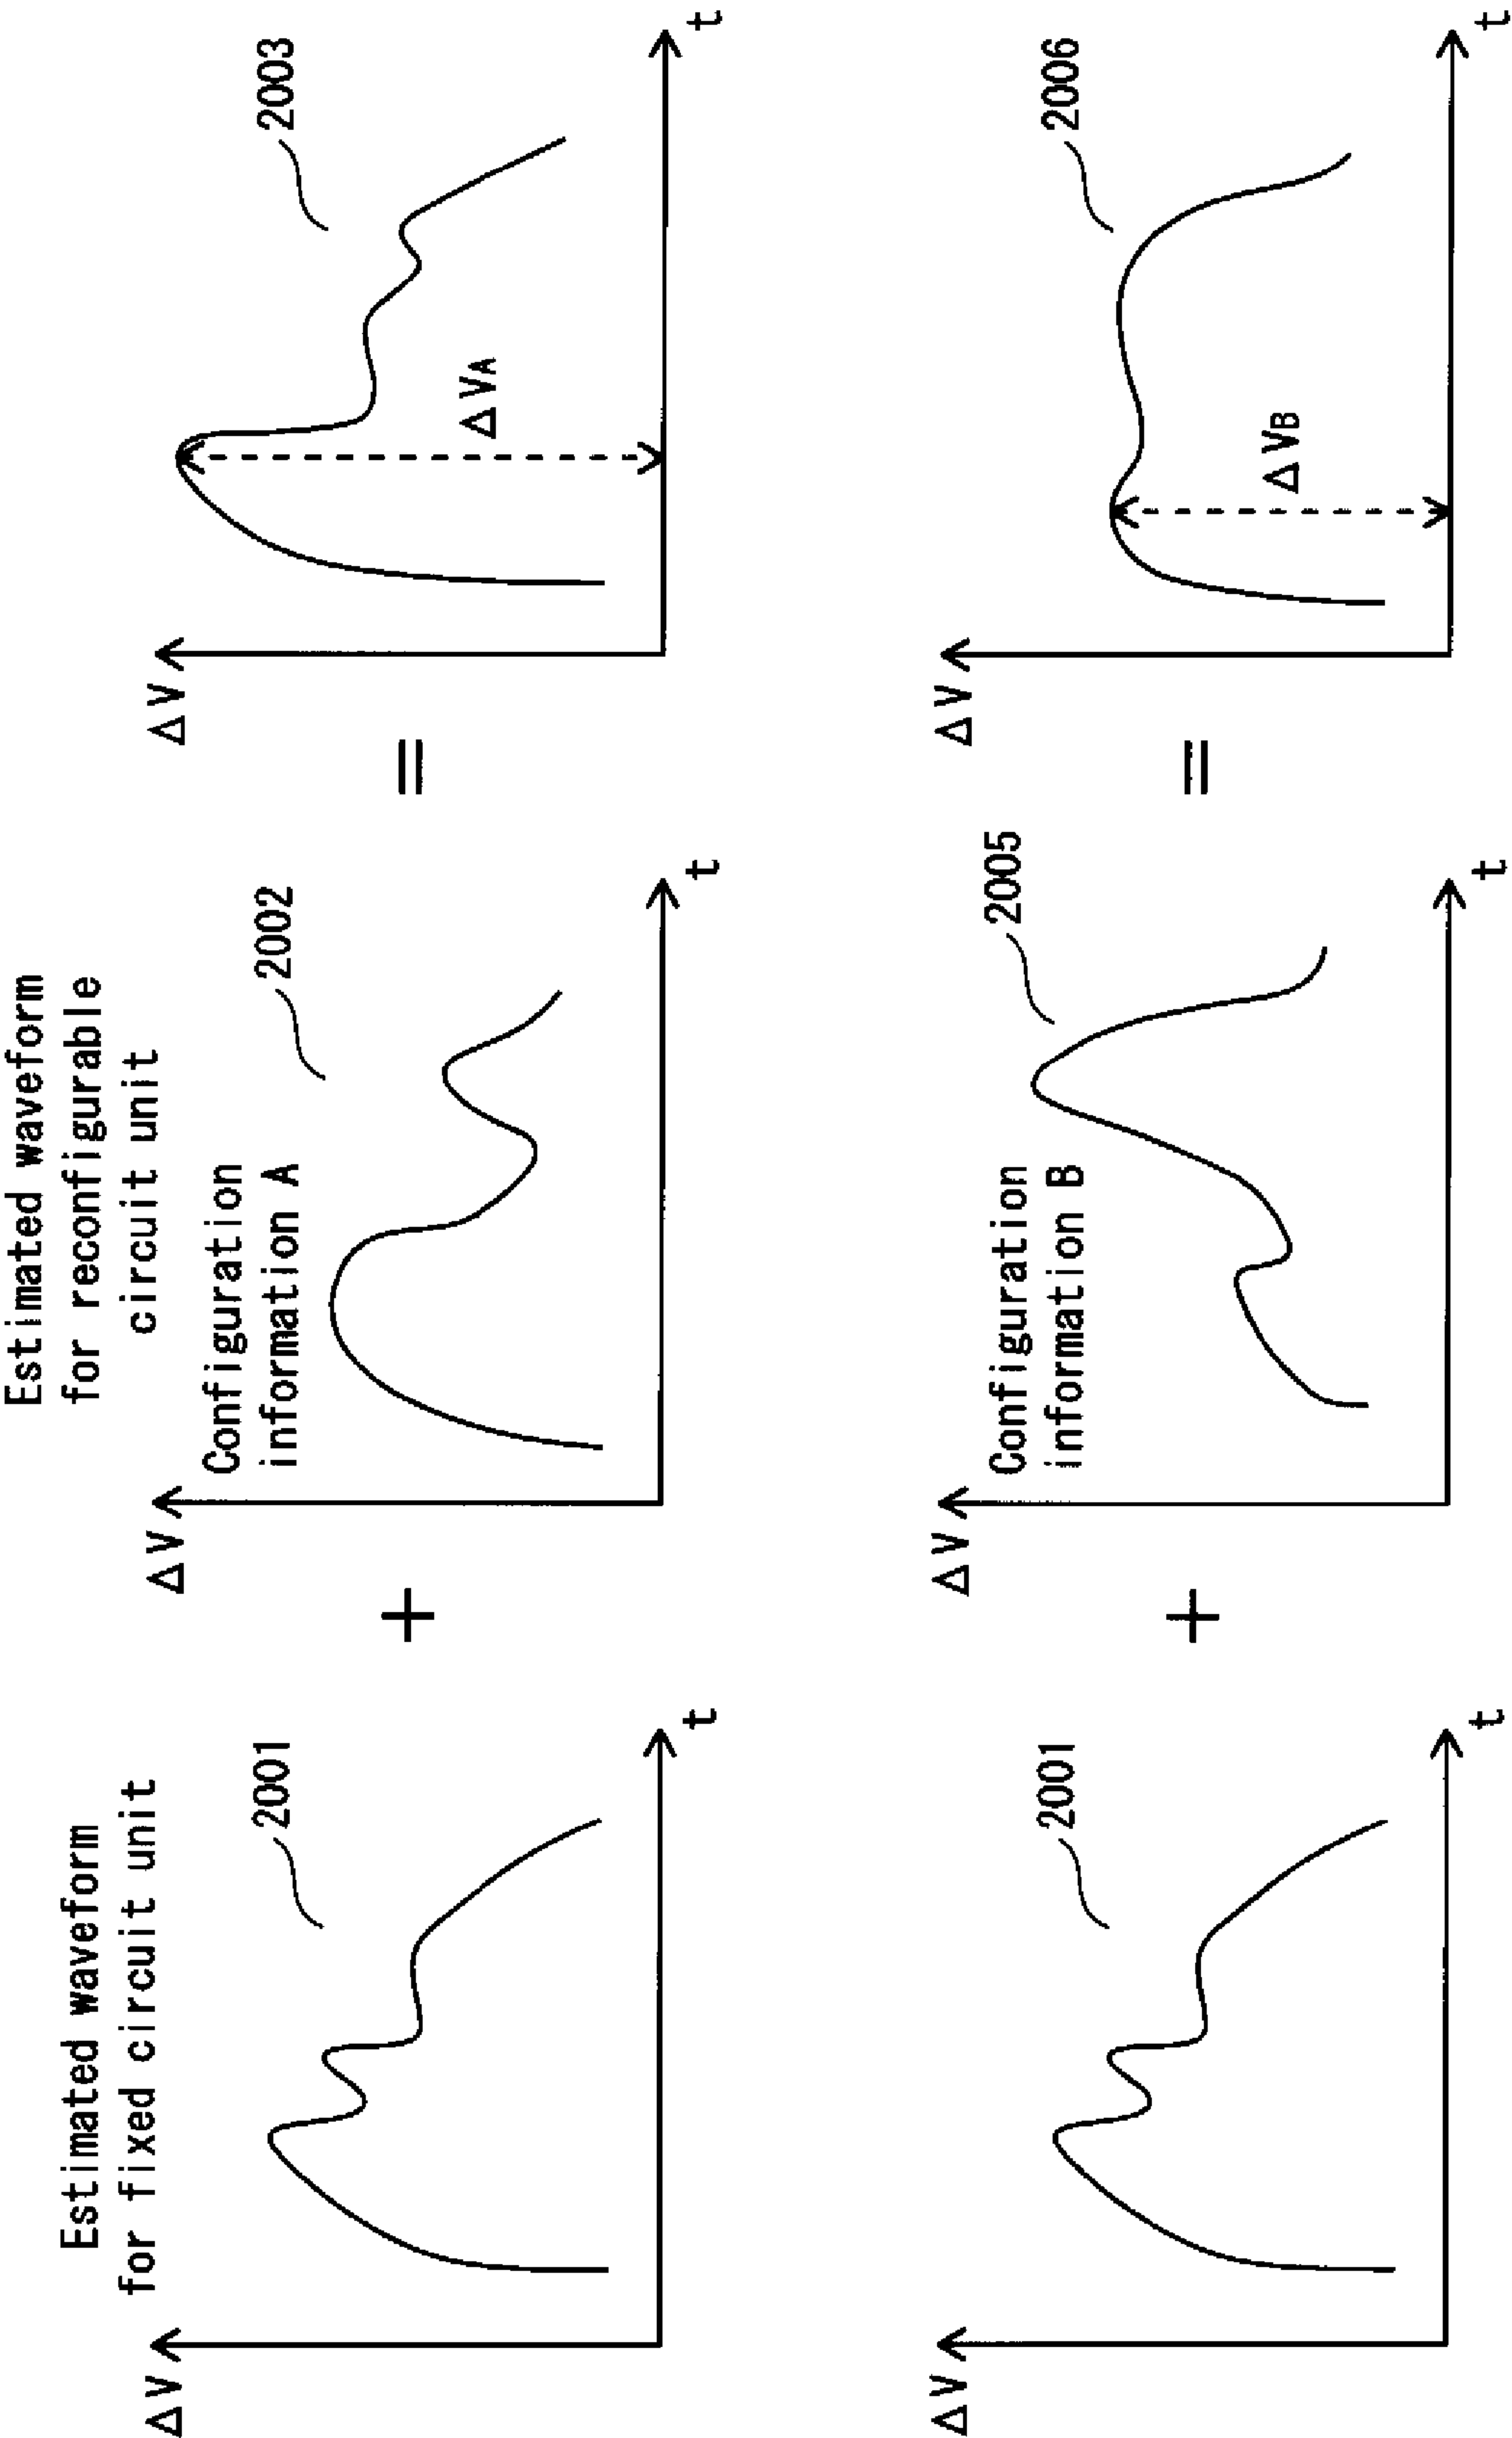 Estimated waveform
for fixed circuit unit
Estimated waveform
for reconfigurable
circuit unit
ΔV
2001
t
+
ΔV
Configuration
information A
2002
t
=
ΔV
2003
ΔVA
t
ΔV
2001
t
+
ΔV
Configuration
information B
2005
t
=
ΔV
2006
ΔVB
t